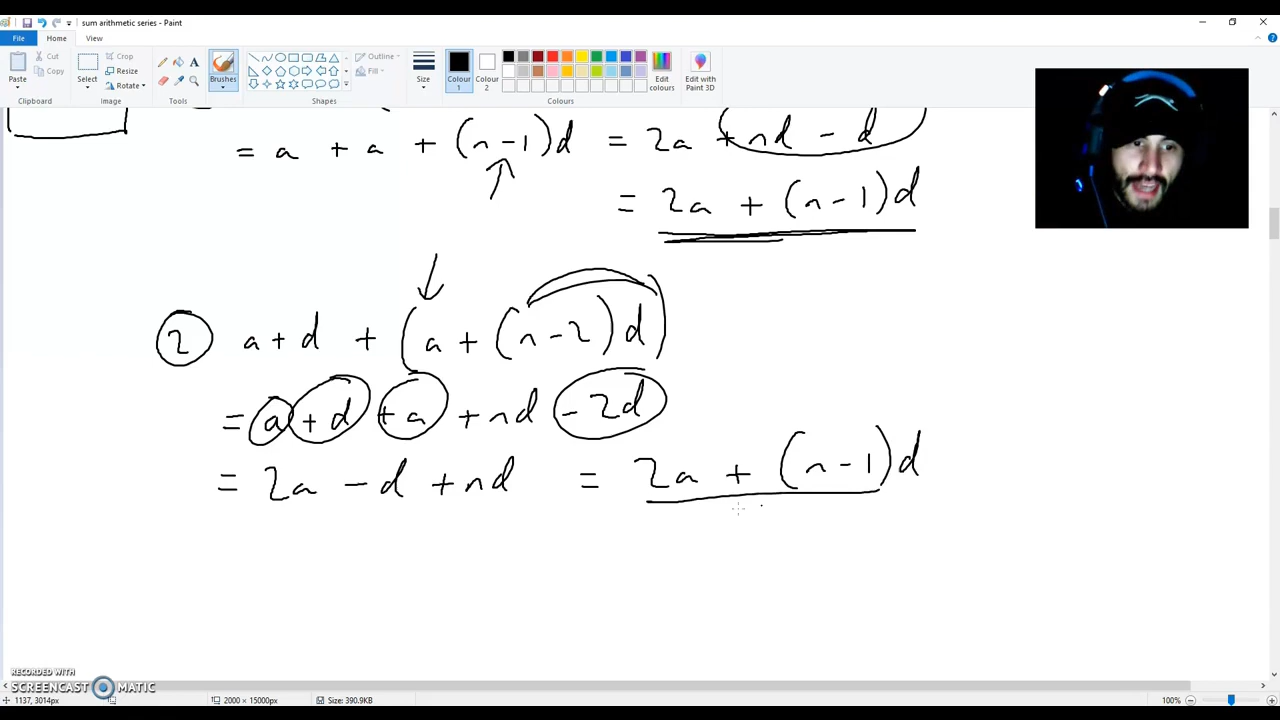 sum arithmetic series - Paint
File Home View
Cut
Copy
Paste
Clipboard
Crop
Resize
Rotate
Select
Image
Tools
Brushes
Outline
Fill
Shapes
Size
Colour 1
Colour 2
Edit colours
Colours
Edit with Paint 3D
= a + a + (n-1)d = 2a + nd - d
= 2a + (n-1)d
2 a+d + (a + (n-2)d)
= a + d + a + nd - 2d
= 2a - d + nd = 2a + (n-1)d
RECORDED WITH
SCREENCAST MATIC
1137, 3014px
2000 × 15000px
Size: 390.9KB
100%